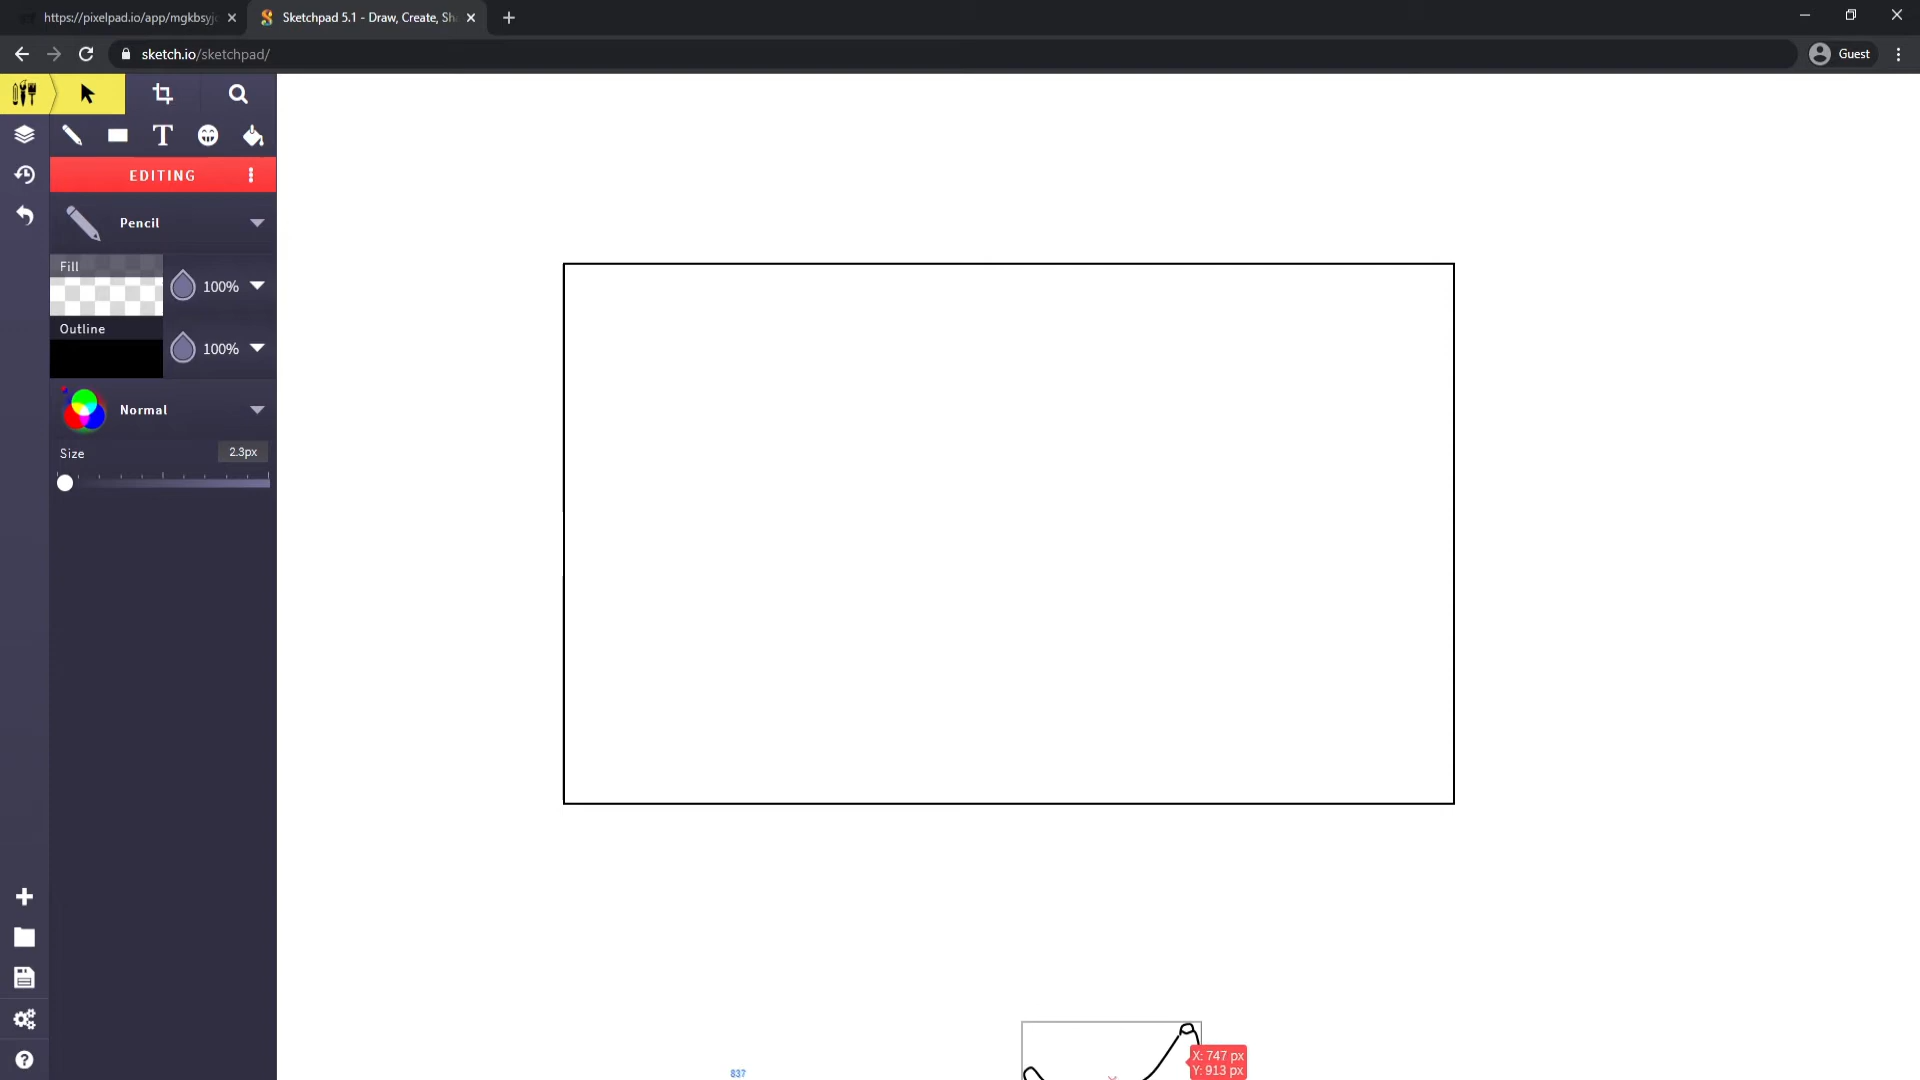 https://pixelpad.io/app/mgkbsyj
Sketchpad 5.1 - Draw, Create, Sh
sketch.io/sketchpad/
Guest
T
EDITING
Pencil
Fill
100%
Outline
100%
Normal
Size
2.3px
X: 747 px
Y: 913 px
837